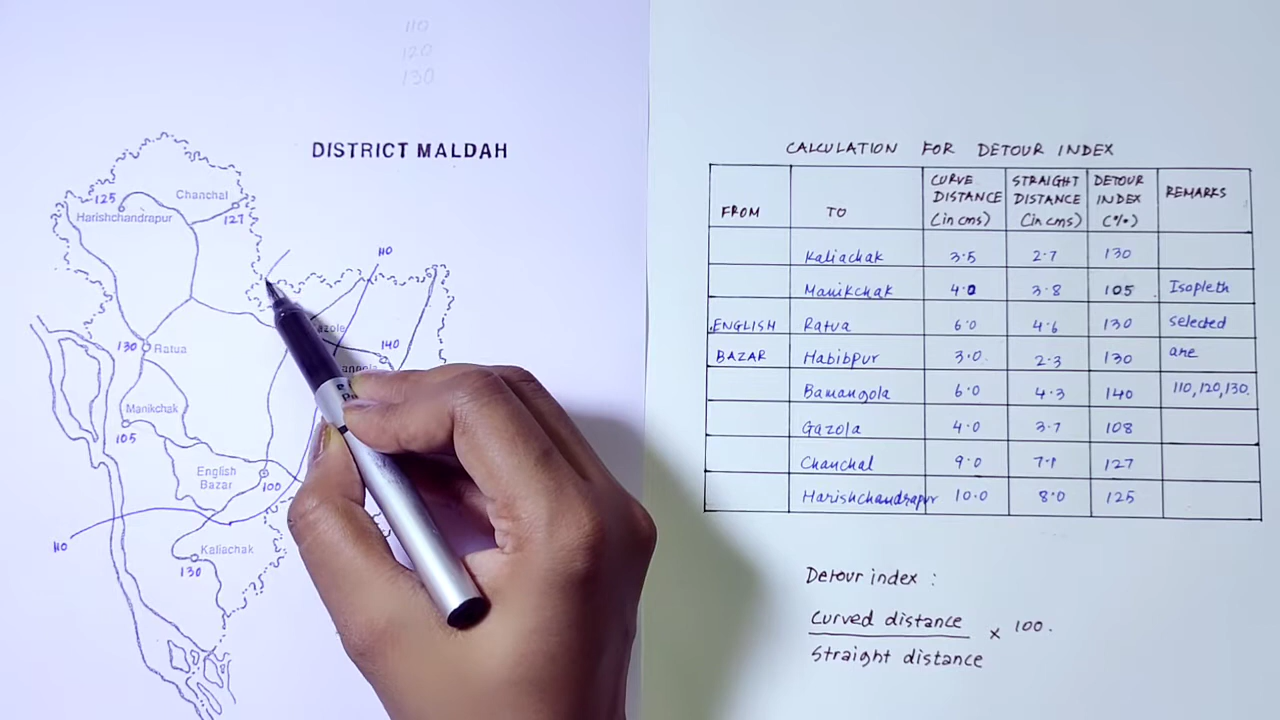 110
120
130
DISTRICT MALDAH
125
Chanchal
Harishchandrapur
127
110
azole
140
130 Ratua
Manikchak
105
English
Bazar
100
110
Kaliachak
130
CALCULATION FOR DETOUR INDEX
FROM TO CURVE DISTANCE (in cms) STRAIGHT DISTANCE (in cms) DETOUR INDEX (%) REMARKS
Kaliachak 3.5 2.7 130
Manikchak 4.0 3.8 105 Isopleth
ENGLISH Ratua 6.0 4.6 130 selected
BAZAR Habibpur 3.0 2.3 130 are
Bamangola 6.0 4.3 140 110,120,130.
Gazola 4.0 3.7 108
Chanchal 9.0 7.1 127
Harishchandrapur 10.0 8.0 125
Detour index :
Curved distance × 100.
Straight distance